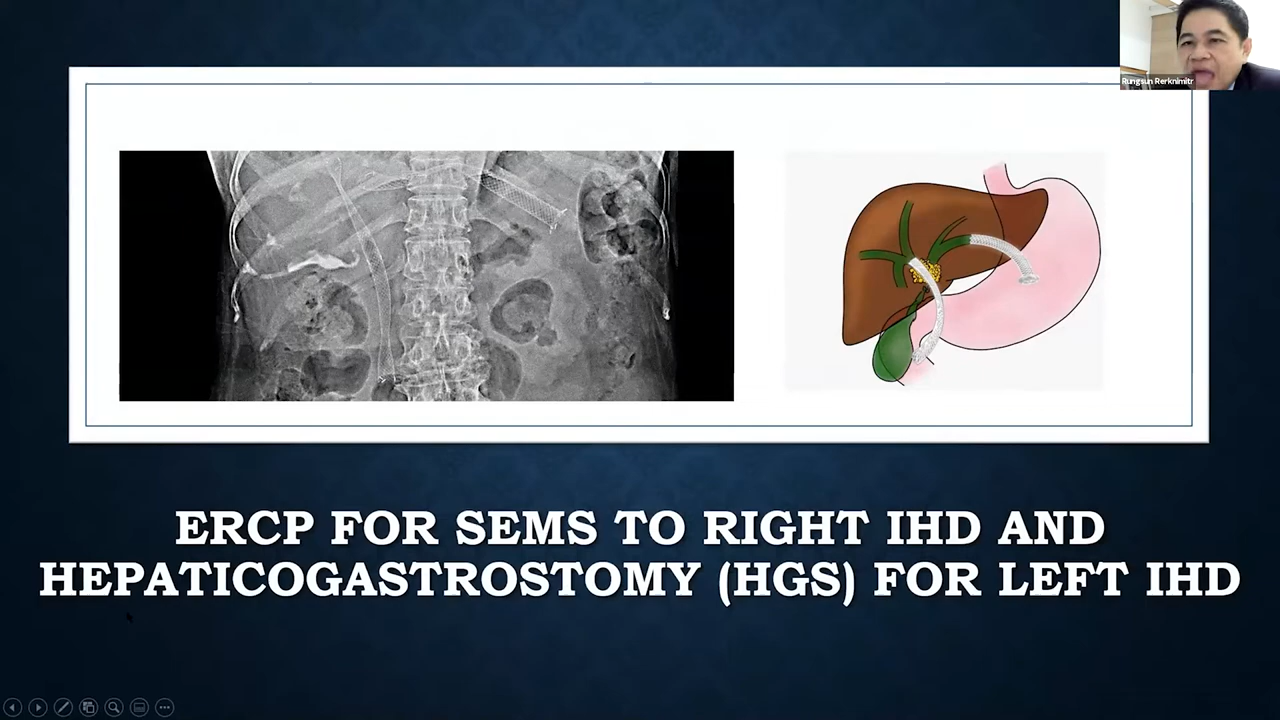 Rungsun Rerknimitr
ERCP FOR SEMS TO RIGHT IHD AND
HEPATICOGASTROSTOMY (HGS) FOR LEFT IHD